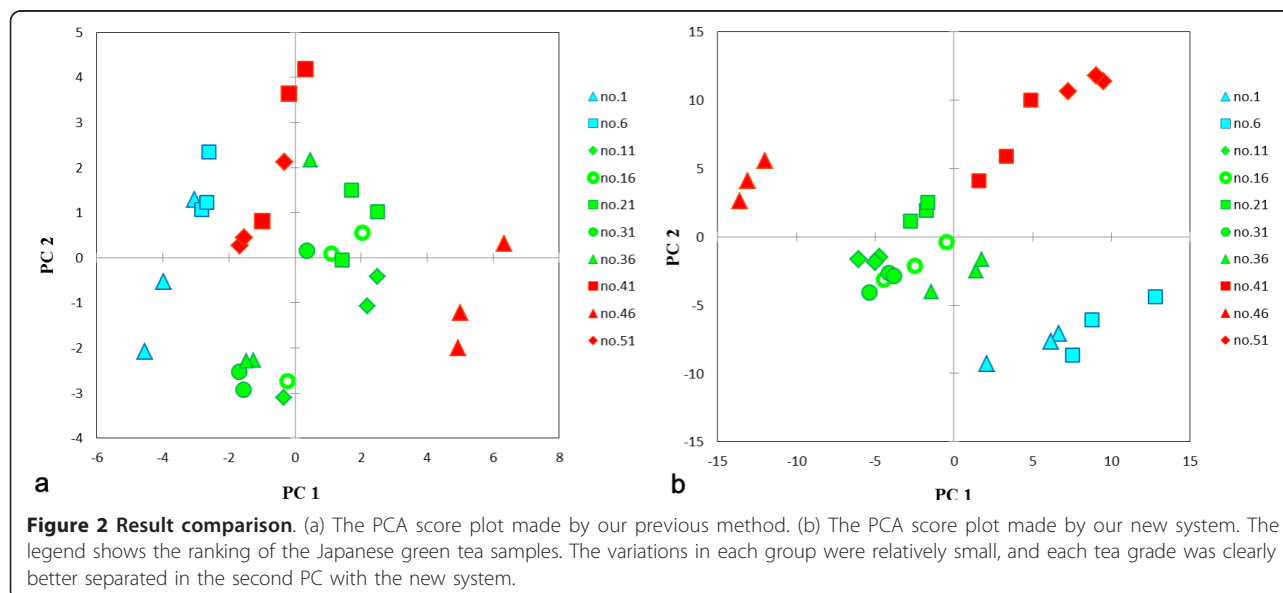 5
4
3
2
1
0
-1
-2
-3
-4
-6
-4
-2
0
2
4
6
8
PC 2
PC 1
a
no.1
no.6
no.11
no.16
no.21
no.31
no.36
no.41
no.46
no.51
15
10
5
0
-5
-10
-15
-15
-10
-5
0
5
10
15
PC 1
b
no.1
no.6
no.11
no.16
no.21
no.31
no.36
no.41
no.46
no.51
Figure 2 Result comparison. (a) The PCA score plot made by our previous method. (b) The PCA score plot made by our new system. The
legend shows the ranking of the Japanese green tea samples. The variations in each group were relatively small, and each tea grade was clearly
better separated in the second PC with the new system.